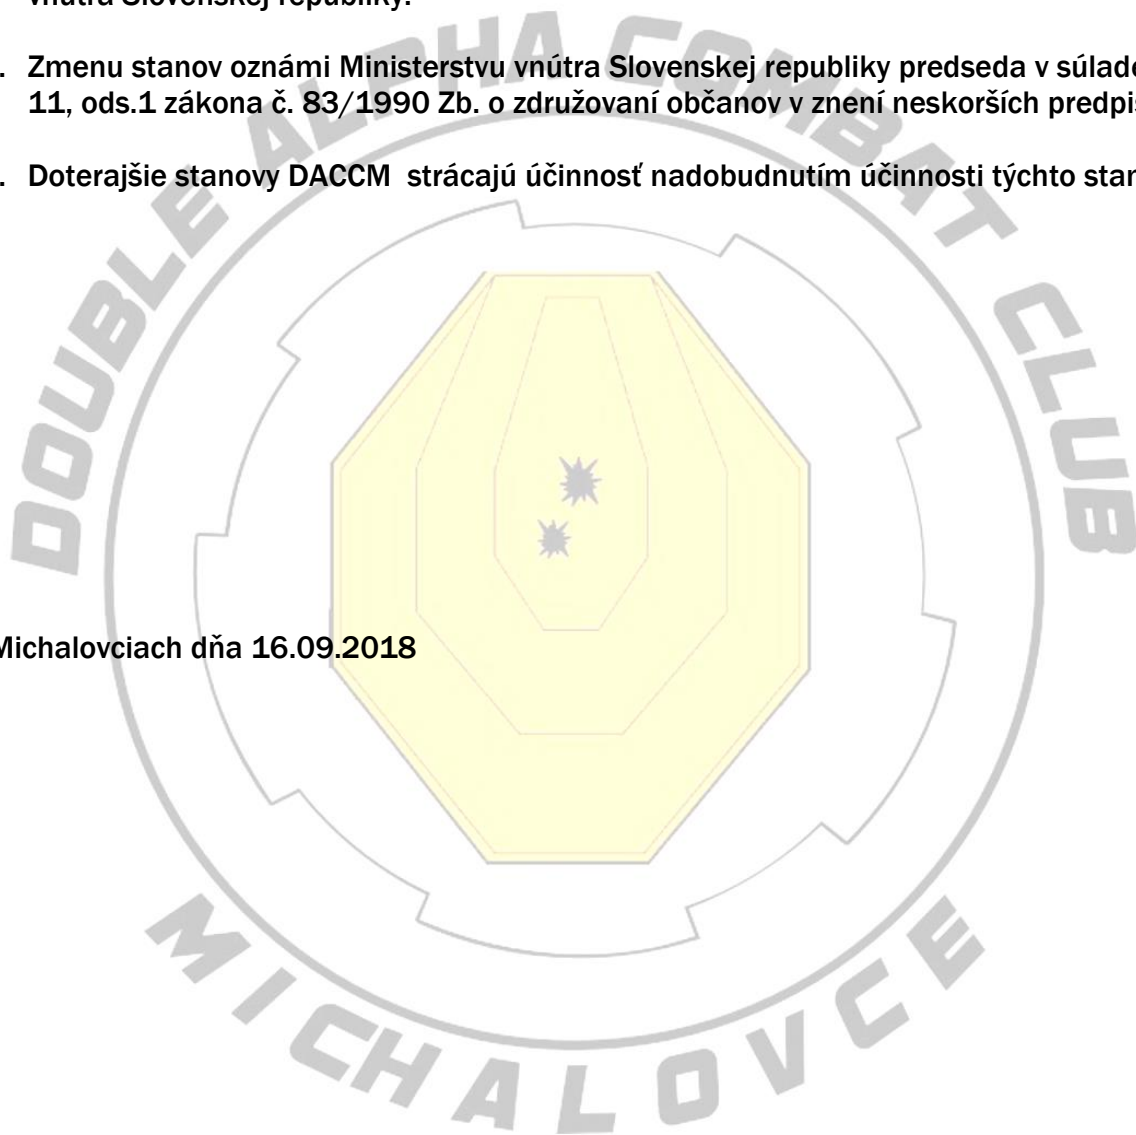 vnútra Slovenskej republiky.
. Zmenu stanov oznámi Ministerstvu vnútra Slovenskej republiky predseda v súlade
11, ods.1 zákona č. 83/1990 Zb. o združovaní občanov v znení neskorších predpis
. Doterajšie stanovy DACCM strácajú účinnosť nadobudnutím účinnosti týchto stan
Michalovciach dňa 16.09.2018
DOUBLE ALPHA COMBAT CLUB
MICHALOVCE